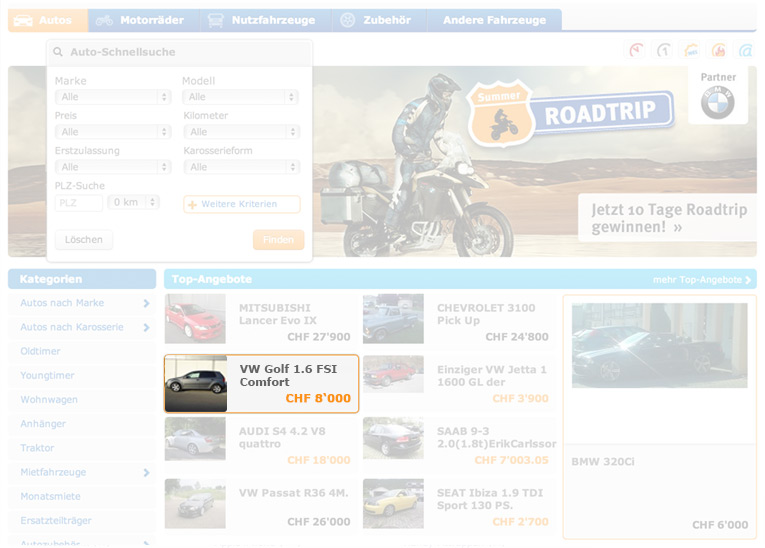 Autos
Motorräder
Nutzfahrzeuge
Zubehör
Andere Fahrzeuge
Auto-Schnellsuche
Marke
Modell
Alle
Alle
Preis
Kilometer
Alle
Alle
Erstzulassung
Karosserieform
Alle
Alle
PLZ-Suche
PLZ
0 km
Weitere Kriterien
Löschen
Finden
Summer
ROADTRIP
Partner
Jetzt 10 Tage Roadtrip
gewinnen! »
Kategorien
Autos nach Marke
Autos nach Karosserie
Oldtimer
Youngtimer
Wohnwagen
Anhänger
Traktor
Mietfahrzeuge
Monatsmiete
Ersatzteilträger
Autozubehör
Top-Angebote
mehr Top-Angebote
MITSUBISHI
Lancer Evo IX
CHF 27'900
CHEVROLET 3100
Pick Up
CHF 24'800
VW Golf 1.6 FSI
Comfort
CHF 8'000
Einziger VW Jetta 1
1600 GL der
CHF 3'900
AUDI S4 4.2 V8
quattro
CHF 18'000
SAAB 9-3
2.0(1.8t)ErikCarlssor
CHF 7'003.05
VW Passat R36 4M.
CHF 26'000
SEAT Ibiza 1.9 TDI
Sport 130 PS.
CHF 2'700
BMW 320Ci
CHF 6'000